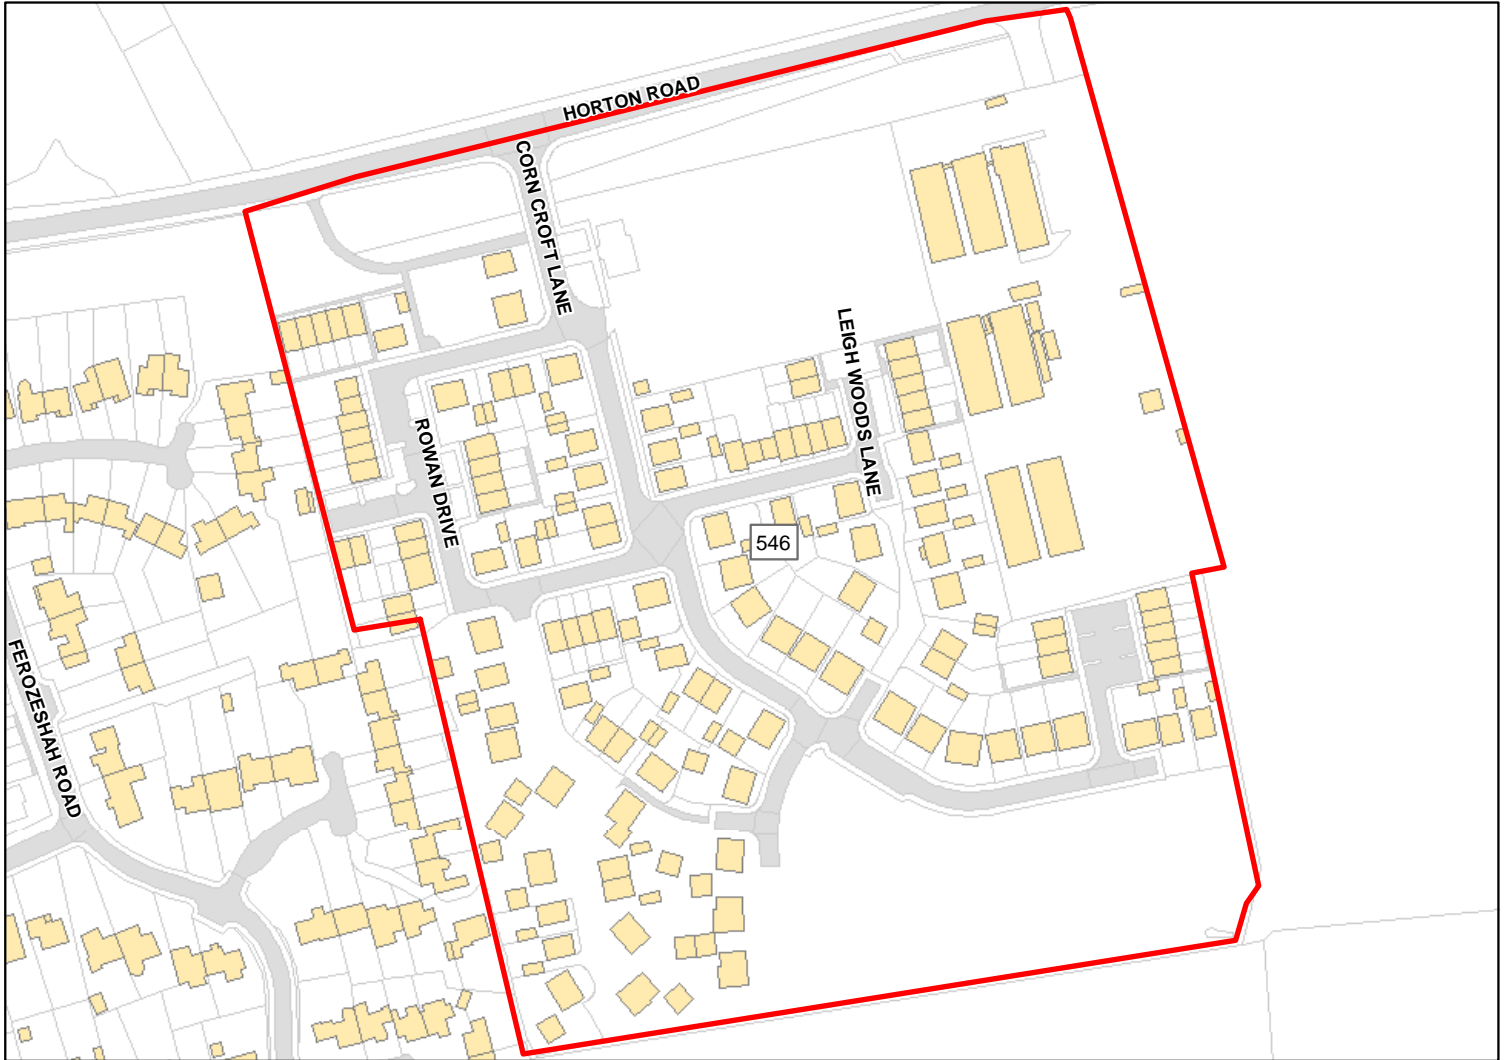 HORTON ROAD
CORN CROFT LANE
LEIGH WOODS LANE
ROWAN DRIVE
546
FEROZESHAH ROAD